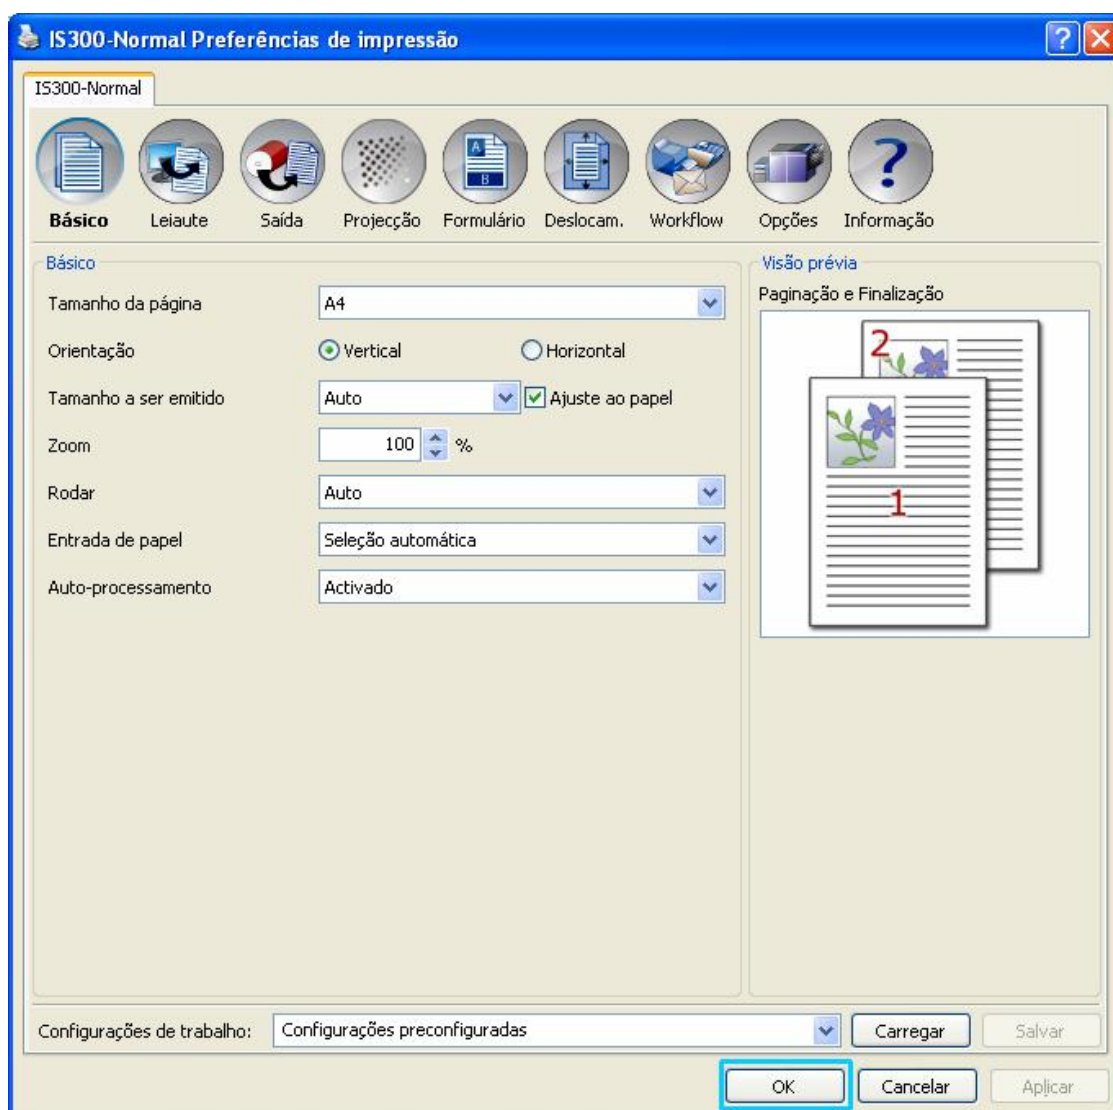 IS300-Normal Preferências de impressão
IS300-Normal
Básico Leiaute Saída Projecção Formulário Deslocam. Workflow Opções Informação
Básico
Tamanho da página A4
Orientação Vertical Horizontal
Tamanho a ser emitido Auto Ajuste ao papel
Zoom 100 %
Rodar Auto
Entrada de papel Seleção automática
Auto-processamento Activado
Visão prévia
Paginação e Finalização
2
1
Configurações de trabalho: Configurações preconfiguradas Carregar Salvar
OK Cancelar Aplicar